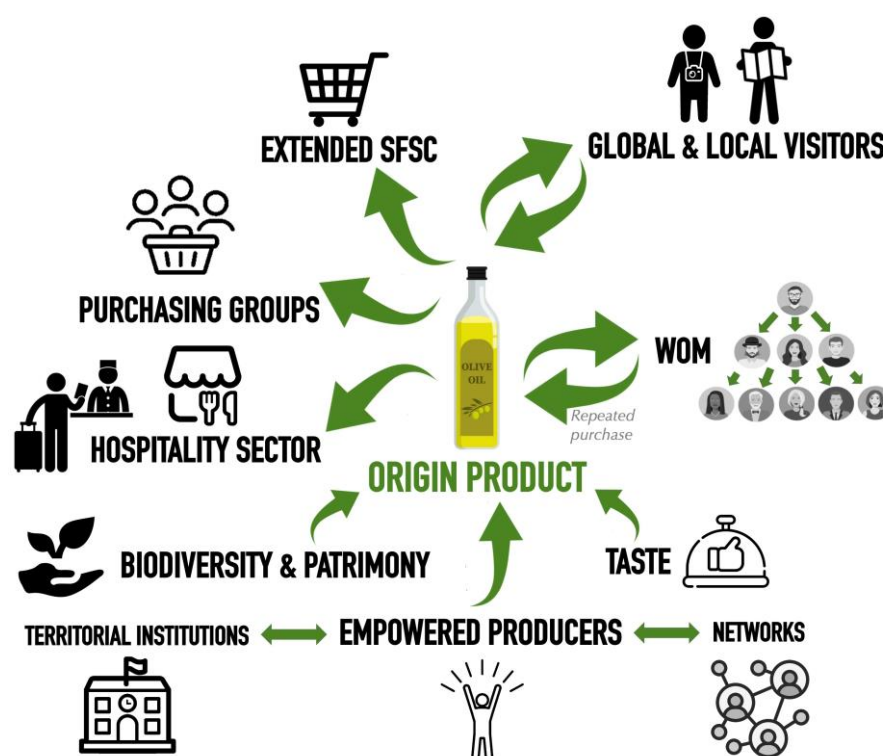 EXTENDED SFSC
GLOBAL & LOCAL VISITORS
PURCHASING GROUPS
WOM
OLIVE
OIL
Repeated
purchase
HOSPITALITY SECTOR
ORIGIN PRODUCT
BIODIVERSITY & PATRIMONY
TASTE
TERRITORIAL INSTITUTIONS
EMPOWERED PRODUCERS
NETWORKS